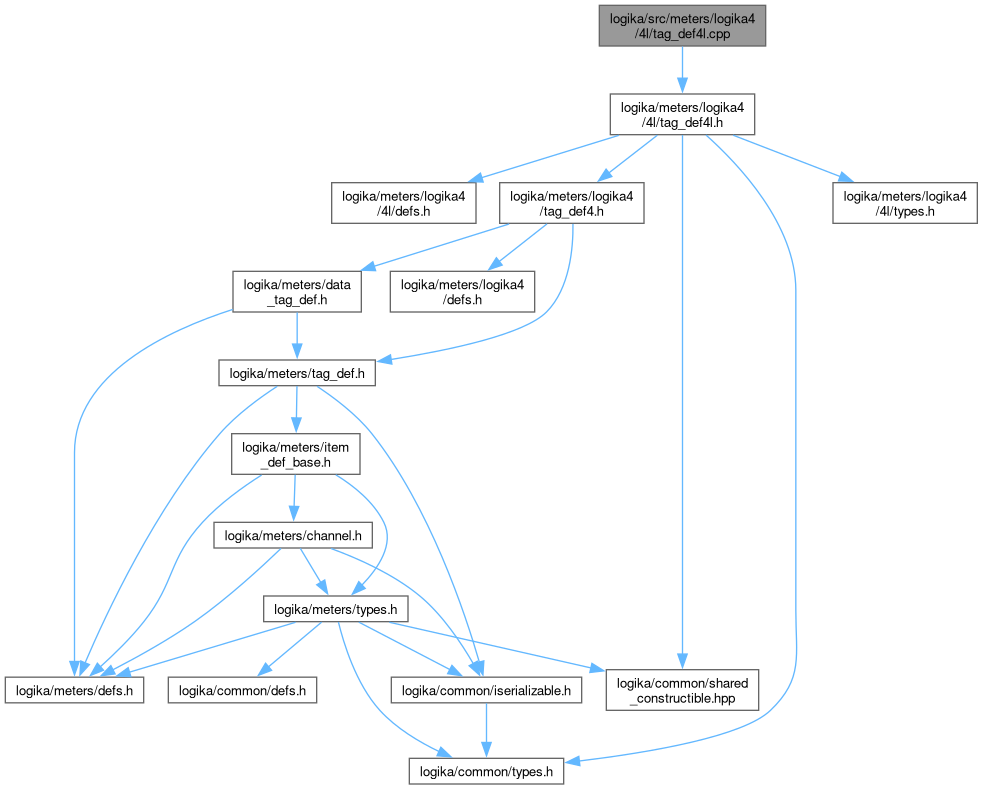 logika/src/meters/logika4
/4l/tag_def4l.cpp
logika/meters/logika4
/4l/tag_def4l.h
logika/meters/logika4
/4l/defs.h
logika/meters/logika4
/tag_def4.h
logika/meters/logika4
/4l/types.h
logika/meters/data
_tag_def.h
logika/meters/logika4
/defs.h
logika/meters/tag_def.h
logika/meters/item
_def_base.h
logika/meters/channel.h
logika/meters/types.h
logika/meters/defs.h
logika/common/defs.h
logika/common/iserializable.h
logika/common/shared
_constructible.hpp
logika/common/types.h